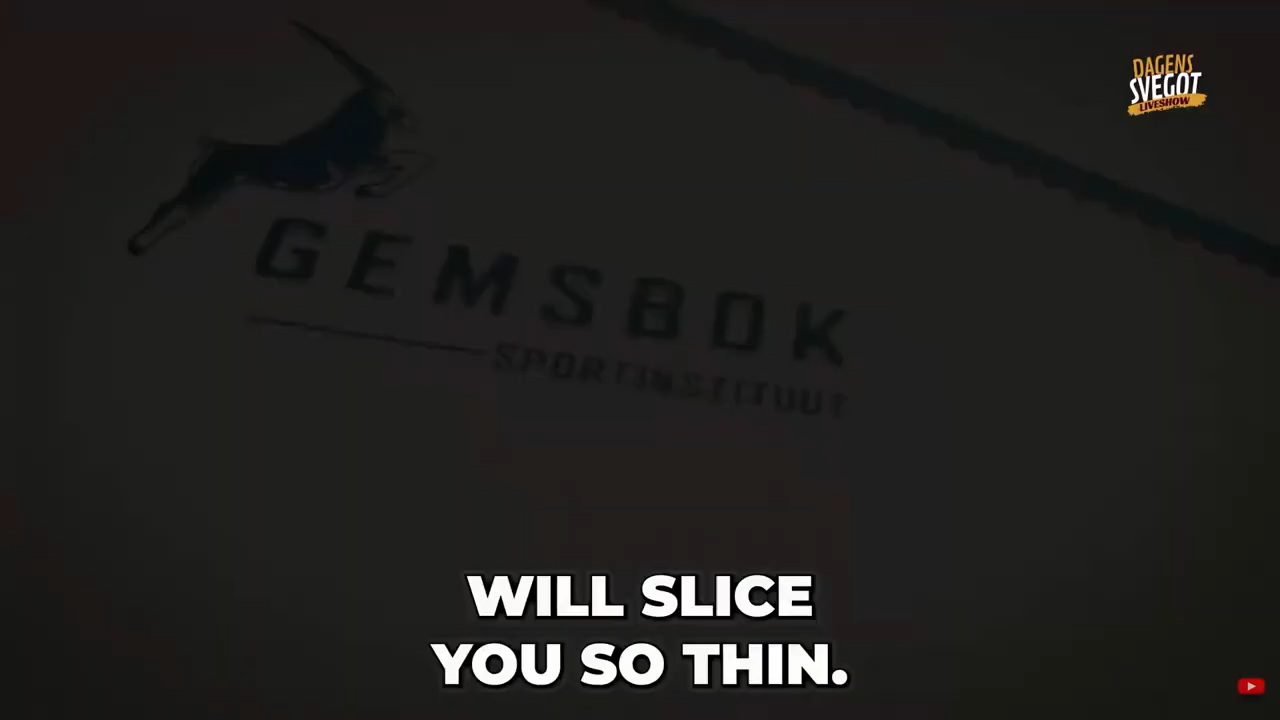 DAGENS
SVEGOT
LIVESHOW
GEMSBOK
SPORTINSTITUUT
WILL SLICE
YOU SO THIN.